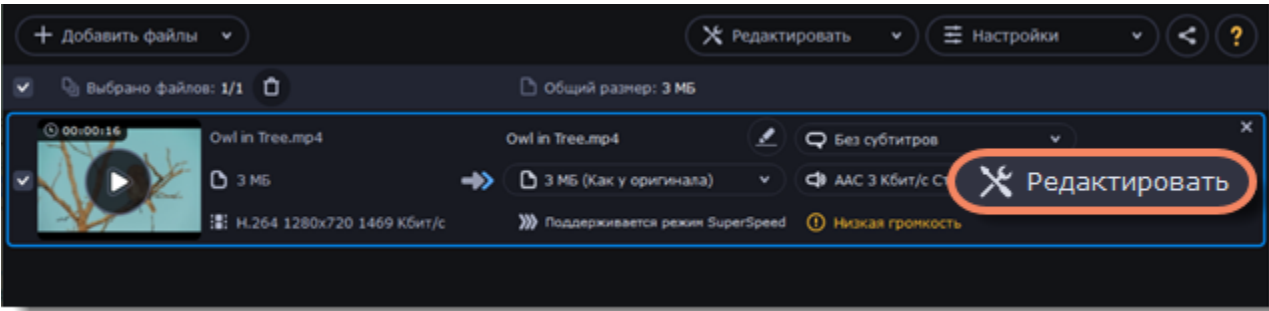 Добавить файлы
Редактировать
Настройки
?
Выбрано файлов: 1/1
Общий размер: 3 МБ
00:00:16
Owl in Tree.mp4
Owl in Tree.mp4
Без субтитров
3 МБ
3 МБ (Как у оригинала)
AAC 3 Кбит/с Ст
Редактировать
H.264 1280x720 1469 Кбит/с
Поддерживается режим SuperSpeed
Низкая громкость